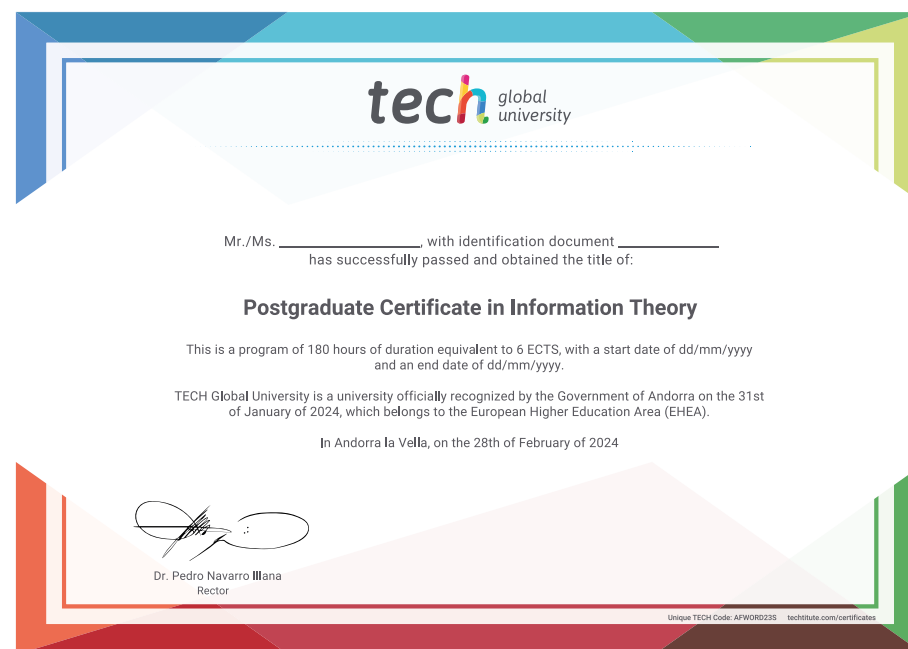 tech global
university
Mr./Ms. ____________________, with identification document ______________
has successfully passed and obtained the title of:
Postgraduate Certificate in Information Theory
This is a program of 180 hours of duration equivalent to 6 ECTS, with a start date of dd/mm/yyyy
and an end date of dd/mm/yyyy.
TECH Global University is a university officially recognized by the Government of Andorra on the 31st
of January of 2024, which belongs to the European Higher Education Area (EHEA).
In Andorra la Vella, on the 28th of February of 2024
Dr. Pedro Navarro Illana
Rector
Unique TECH Code: AFWORD23S techtitute.com/certificates